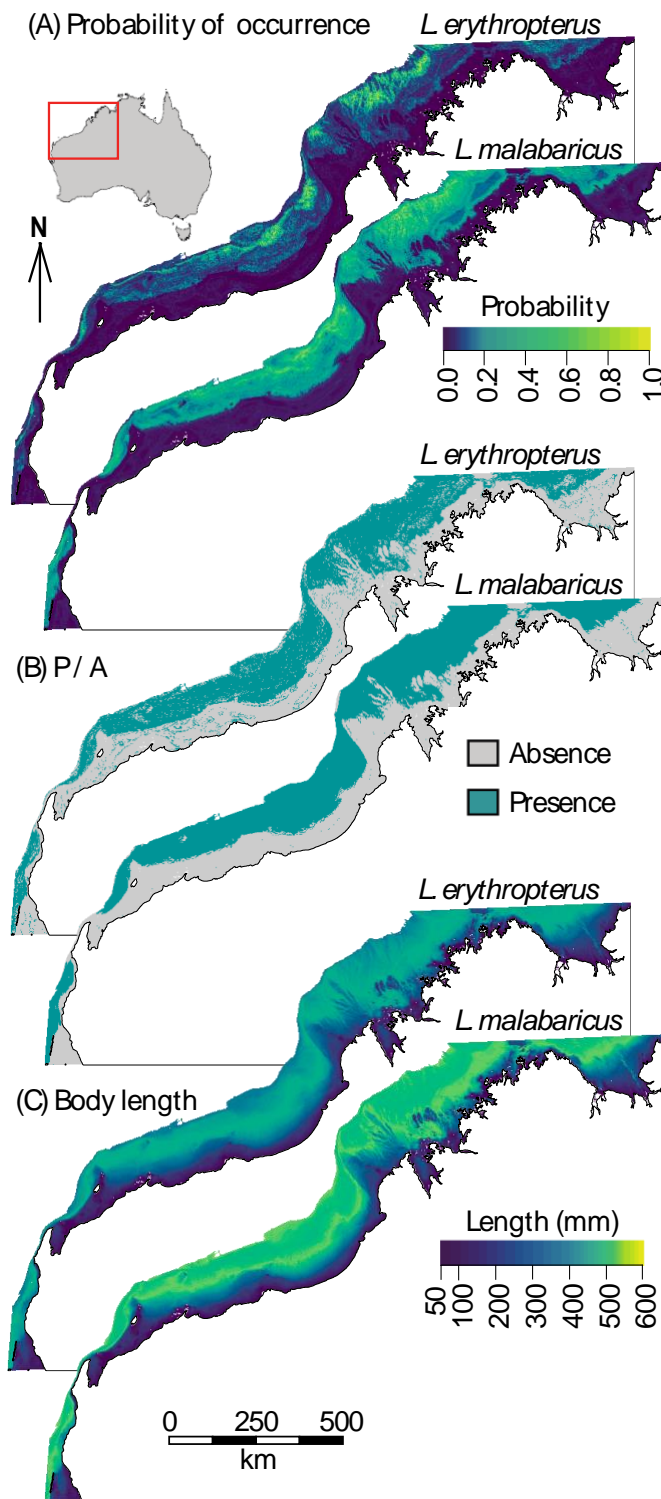 (A) Probability of occurrence
L. erythropterus
L. malabaricus
N
Probability
0.0 0.2 0.4 0.6 0.8 1.0
L. erythropterus
L. malabaricus
(B) P / A
Absence
Presence
L. erythropterus
L. malabaricus
(C) Body length
Length (mm)
50 100 200 300 400 500 600
0 250 500
km